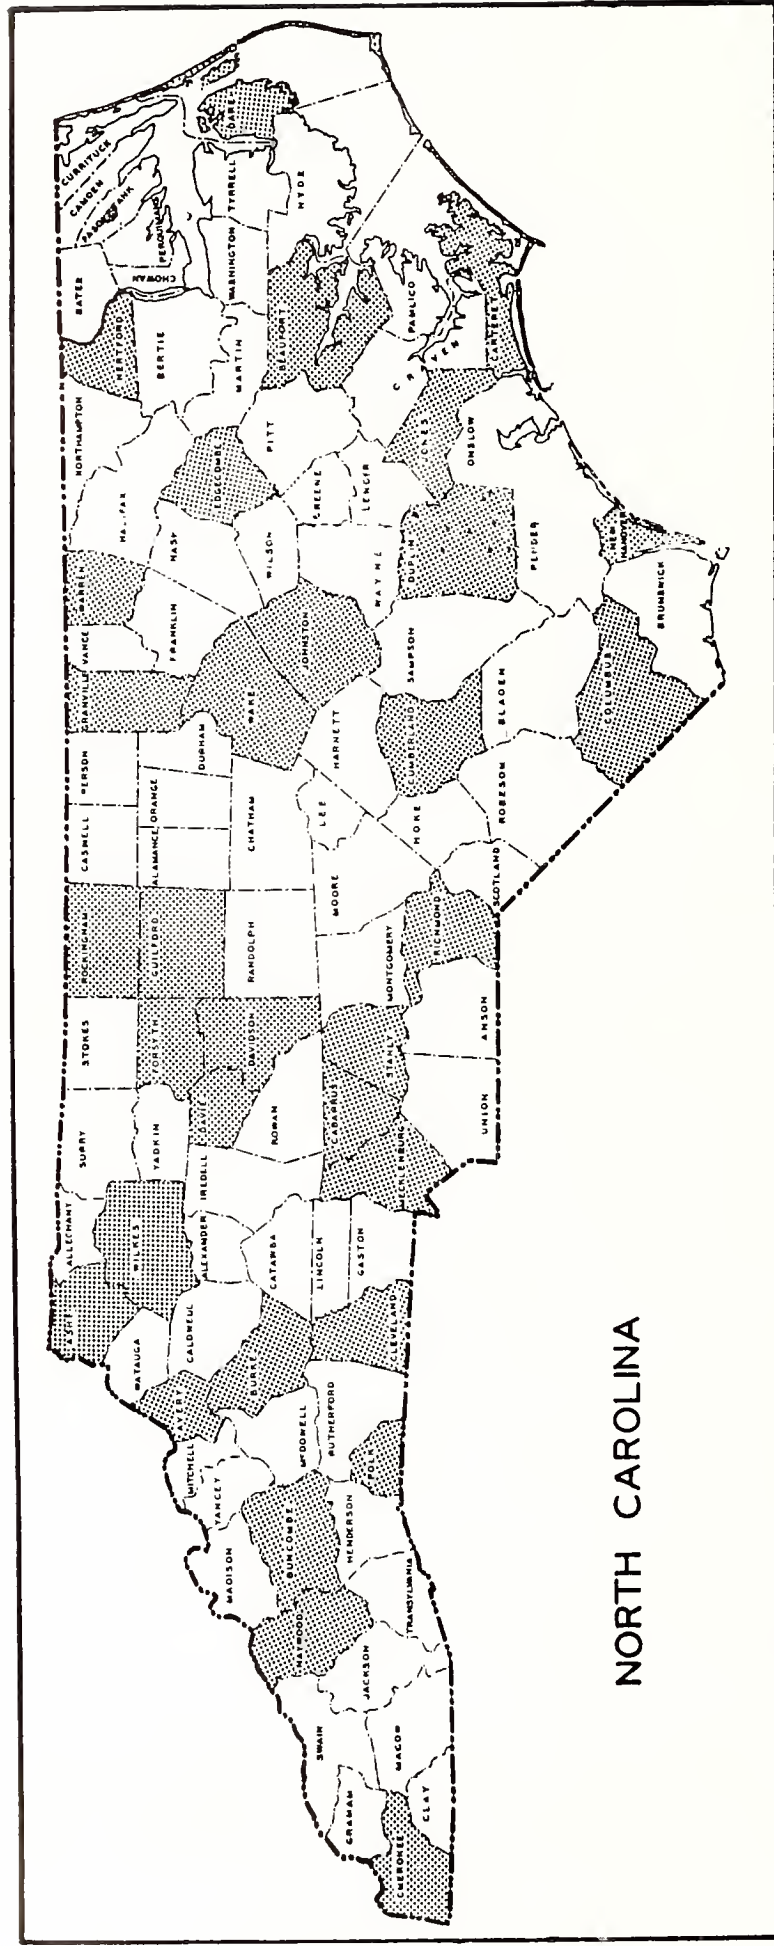 CURRITUCK
CAMDEN
PASQUOTANK
PERQUIMANS
GATES
CHOWAN
HERTFORD
BERTIE
NORTHAMPTON
HALIFAX
WARREN
VANCE
GRANVILLE
PERSON
CASWELL
ROCKINGHAM
STOKES
SURRY
ALLEGHANY
ASHE
WATAUGA
WILKES
YADKIN
FORSYTH
GUILFORD
ALAMANCE
ORANGE
DURHAM
FRANKLIN
NASH
EDGECOMBE
MARTIN
WASHINGTON
TYRRELL
DARE
HYDE
BEAUFORT
PITT
WILSON
JOHNSTON
WAKE
CHATHAM
RANDOLPH
DAVIDSON
DAVIE
IREDELL
ALEXANDER
CALDWELL
AVERY
MITCHELL
YANCEY
MADISON
BUNCOMBE
McDOWELL
BURKE
CATAWBA
ROWAN
LINCOLN
GASTON
CLEVELAND
RUTHERFORD
POLK
HENDERSON
TRANSYLVANIA
HAYWOOD
JACKSON
SWAIN
MACON
GRAHAM
CLAY
CHEROKEE
MECKLENBURG
CABARRUS
STANLY
UNION
ANSON
MONTGOMERY
RICHMOND
MOORE
LEE
HARNETT
HOKE
SCOTLAND
ROBESON
CUMBERLAND
SAMPSON
WAYNE
GREENE
LENOIR
CRAVEN
PAMLICO
CARTERET
JONES
ONSLOW
DUPLIN
PENDER
BLADEN
COLUMBUS
BRUNSWICK
NEW
HANOVER
NORTH CAROLINA